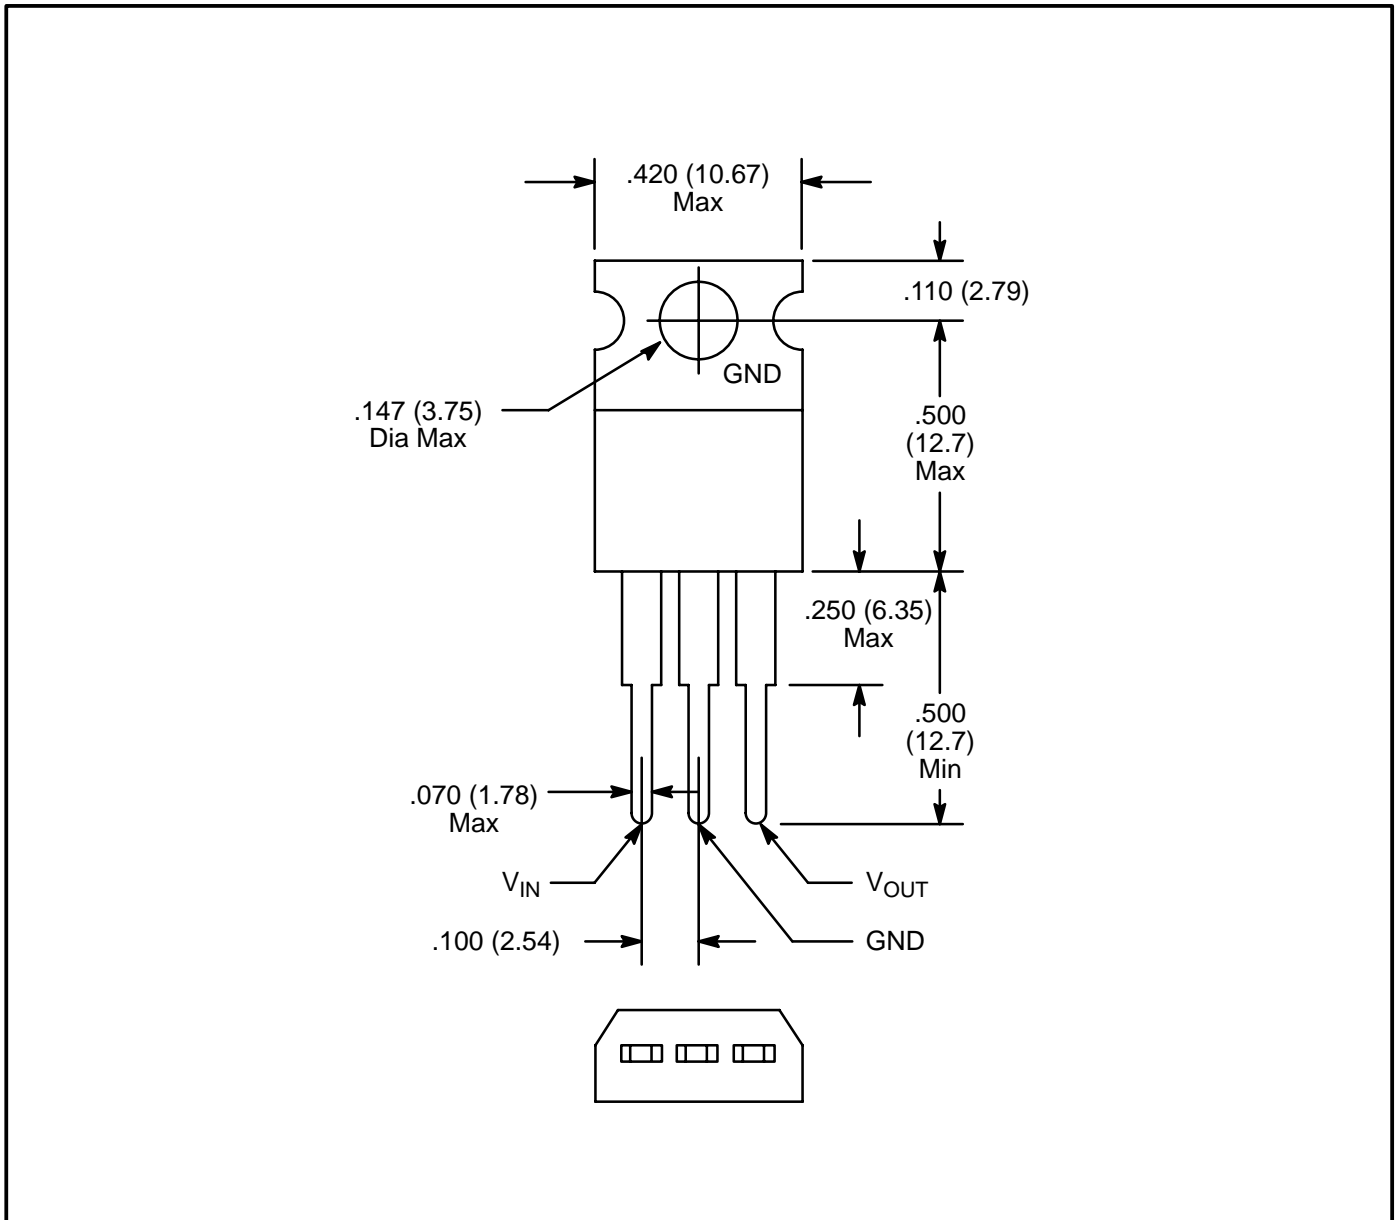 .420 (10.67)
Max
.110 (2.79)
GND
.147 (3.75)
Dia Max
.500
(12.7)
Max
.250 (6.35)
Max
.500
(12.7)
Min
.070 (1.78)
Max
VIN
VOUT
.100 (2.54)
GND